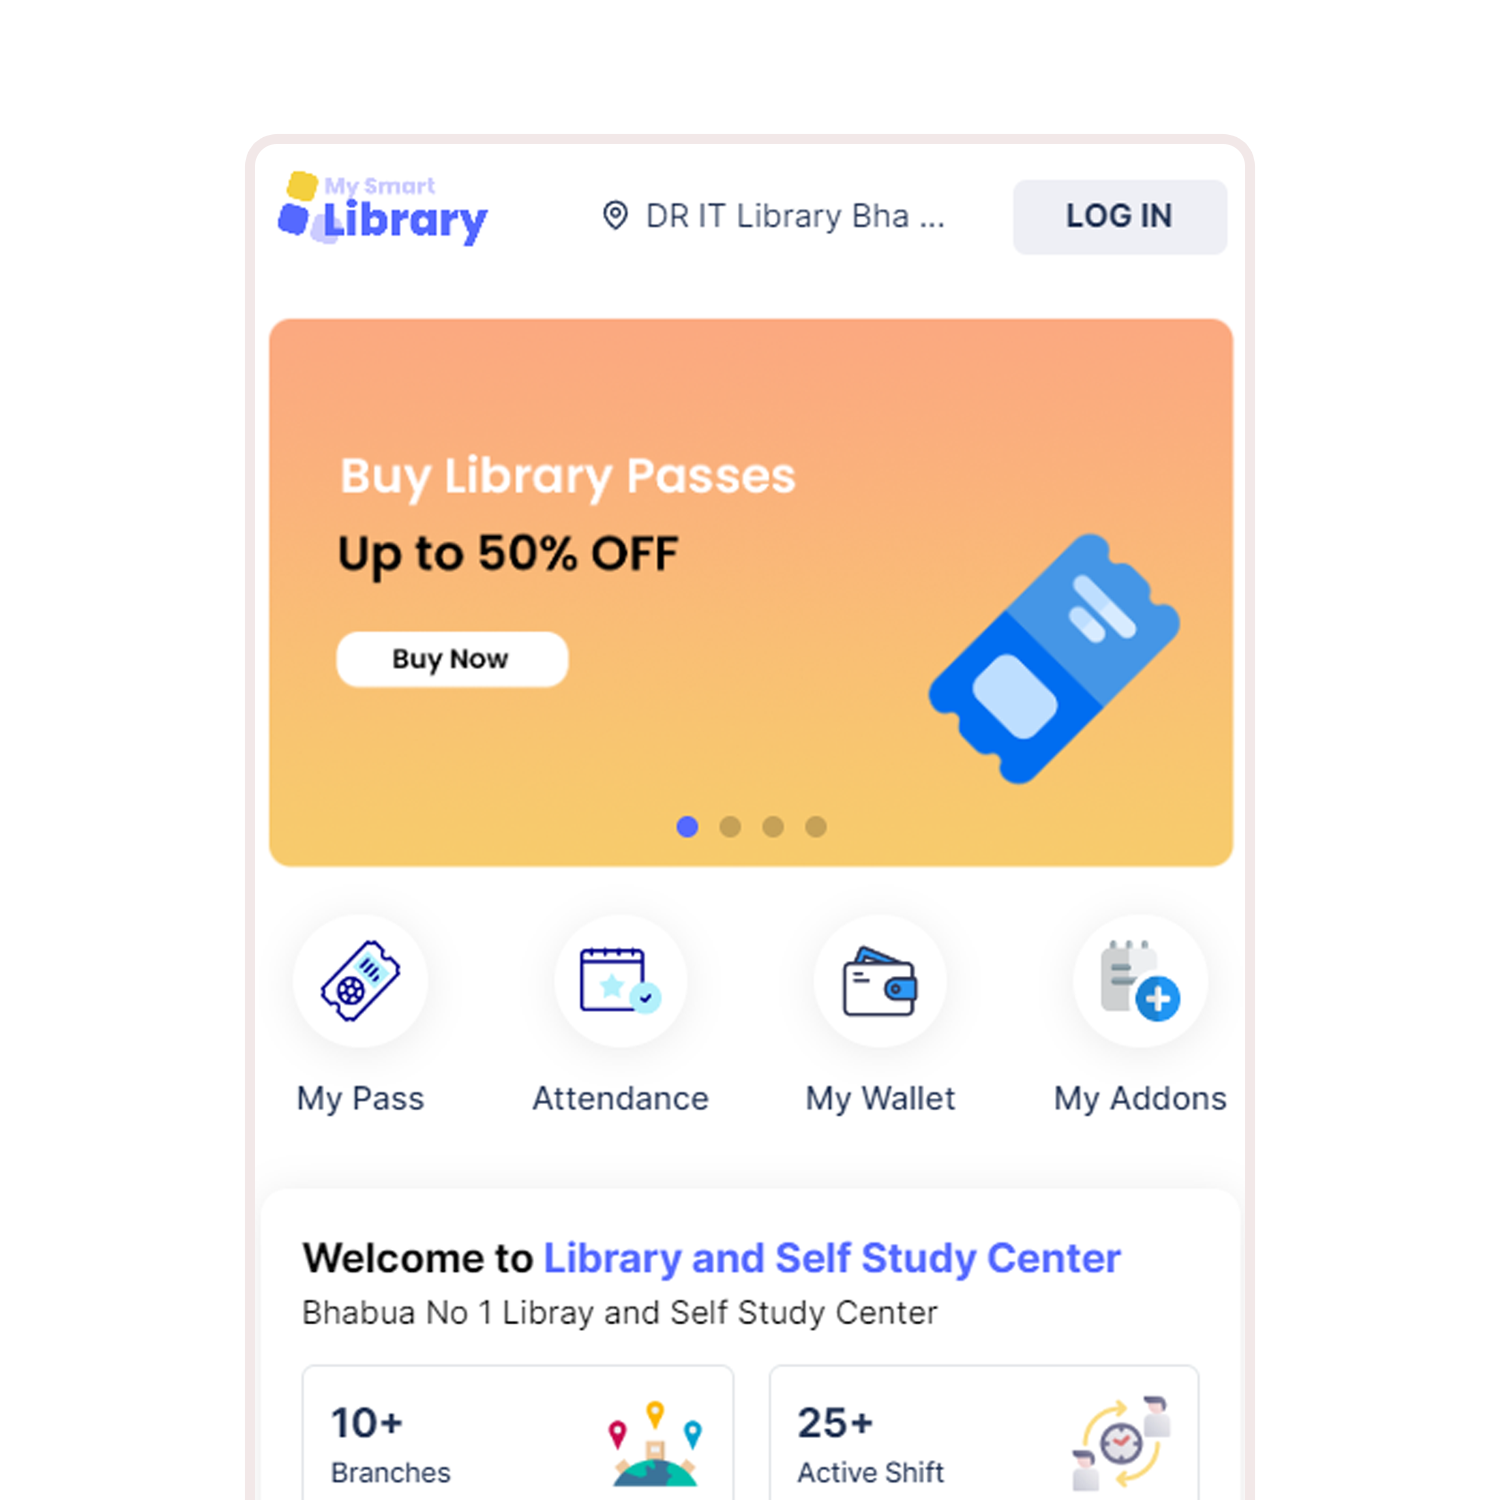 My Smart
Library
DR IT Library Bha ...
LOG IN
Buy Library Passes
Up to 50% OFF
Buy Now
My Pass
Attendance
My Wallet
My Addons
Welcome to Library and Self Study Center
Bhabua No 1 Libray and Self Study Center
10+
Branches
25+
Active Shift